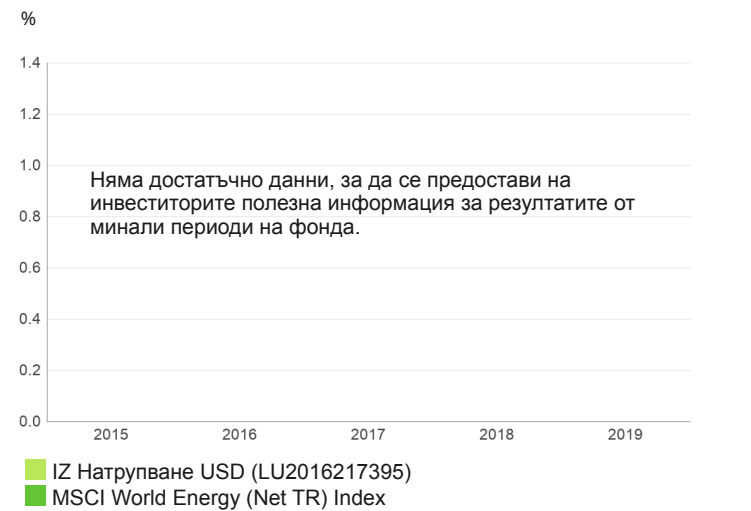 %
1.4
1.2
1.0
Няма достатъчно данни, за да се предостави на
инвеститорите полезна информация за резултатите от
0.8
минали периоди на фонда.
0.6
0.4
0.2
0.0
2015 2016 2017 2018 2019
IZ Натрупване USD (LU2016217395)
MSCI World Energy (Net TR) Index